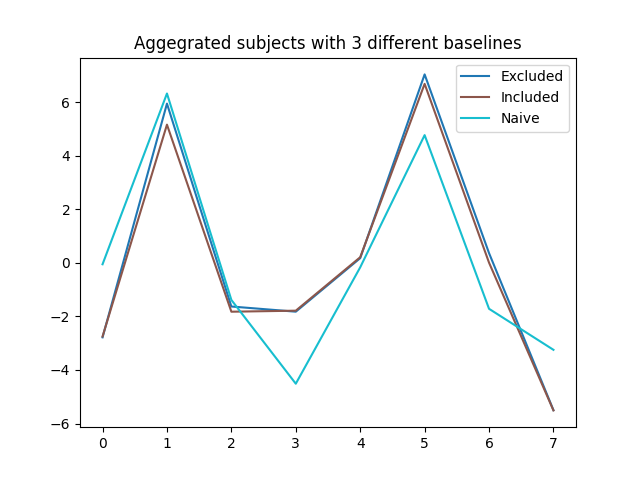 Aggegrated subjects with 3 different baselines
Excluded
Included
Naive
6
4
2
0
−2
−4
−6
0 1 2 3 4 5 6 7